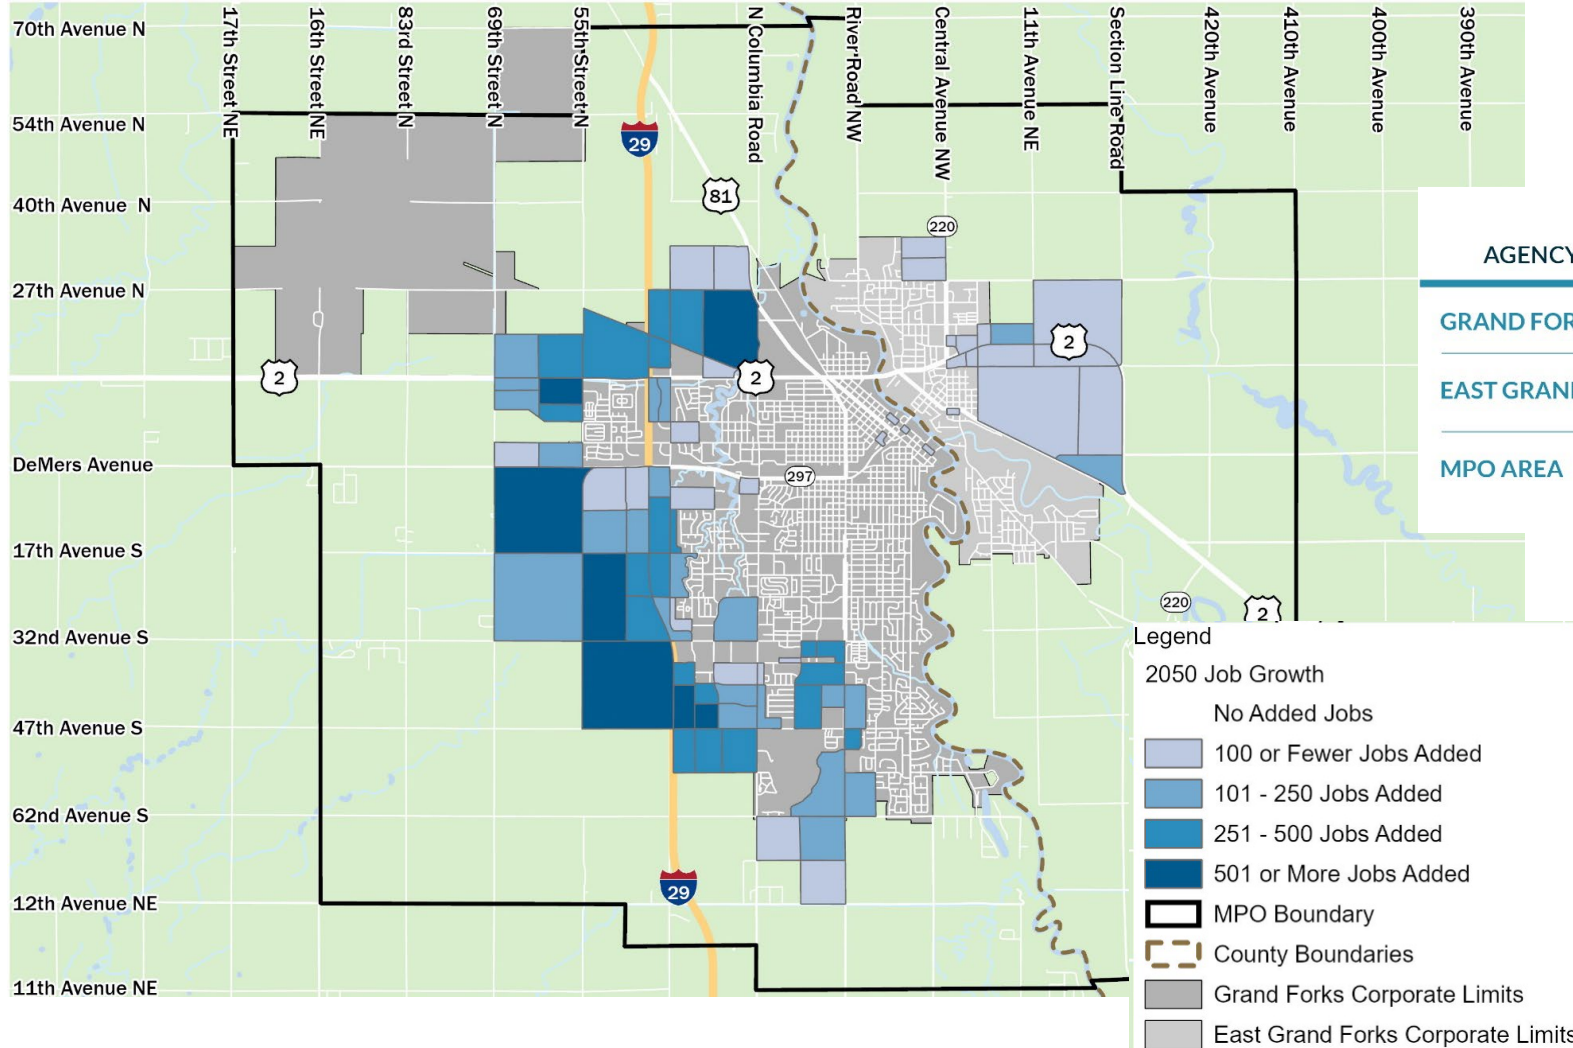 17th Street NE
16th Street NE
83rd Street N
69th Street N
55th Street N
N Columbia Road
River Road NW
Central Avenue NW
11th Avenue NE
Section Line Road
420th Avenue
410th Avenue
400th Avenue
390th Avenue
70th Avenue N
54th Avenue N
40th Avenue N
27th Avenue N
DeMers Avenue
17th Avenue S
32nd Avenue S
47th Avenue S
62nd Avenue S
12th Avenue NE
11th Avenue NE
29
81
220
2
2
2
297
220
2
29
AGENCY
GRAND FOR
EAST GRAN
MPO AREA
Legend
2050 Job Growth
No Added Jobs
100 or Fewer Jobs Added
101 - 250 Jobs Added
251 - 500 Jobs Added
501 or More Jobs Added
MPO Boundary
County Boundaries
Grand Forks Corporate Limits
East Grand Forks Corporate Limits